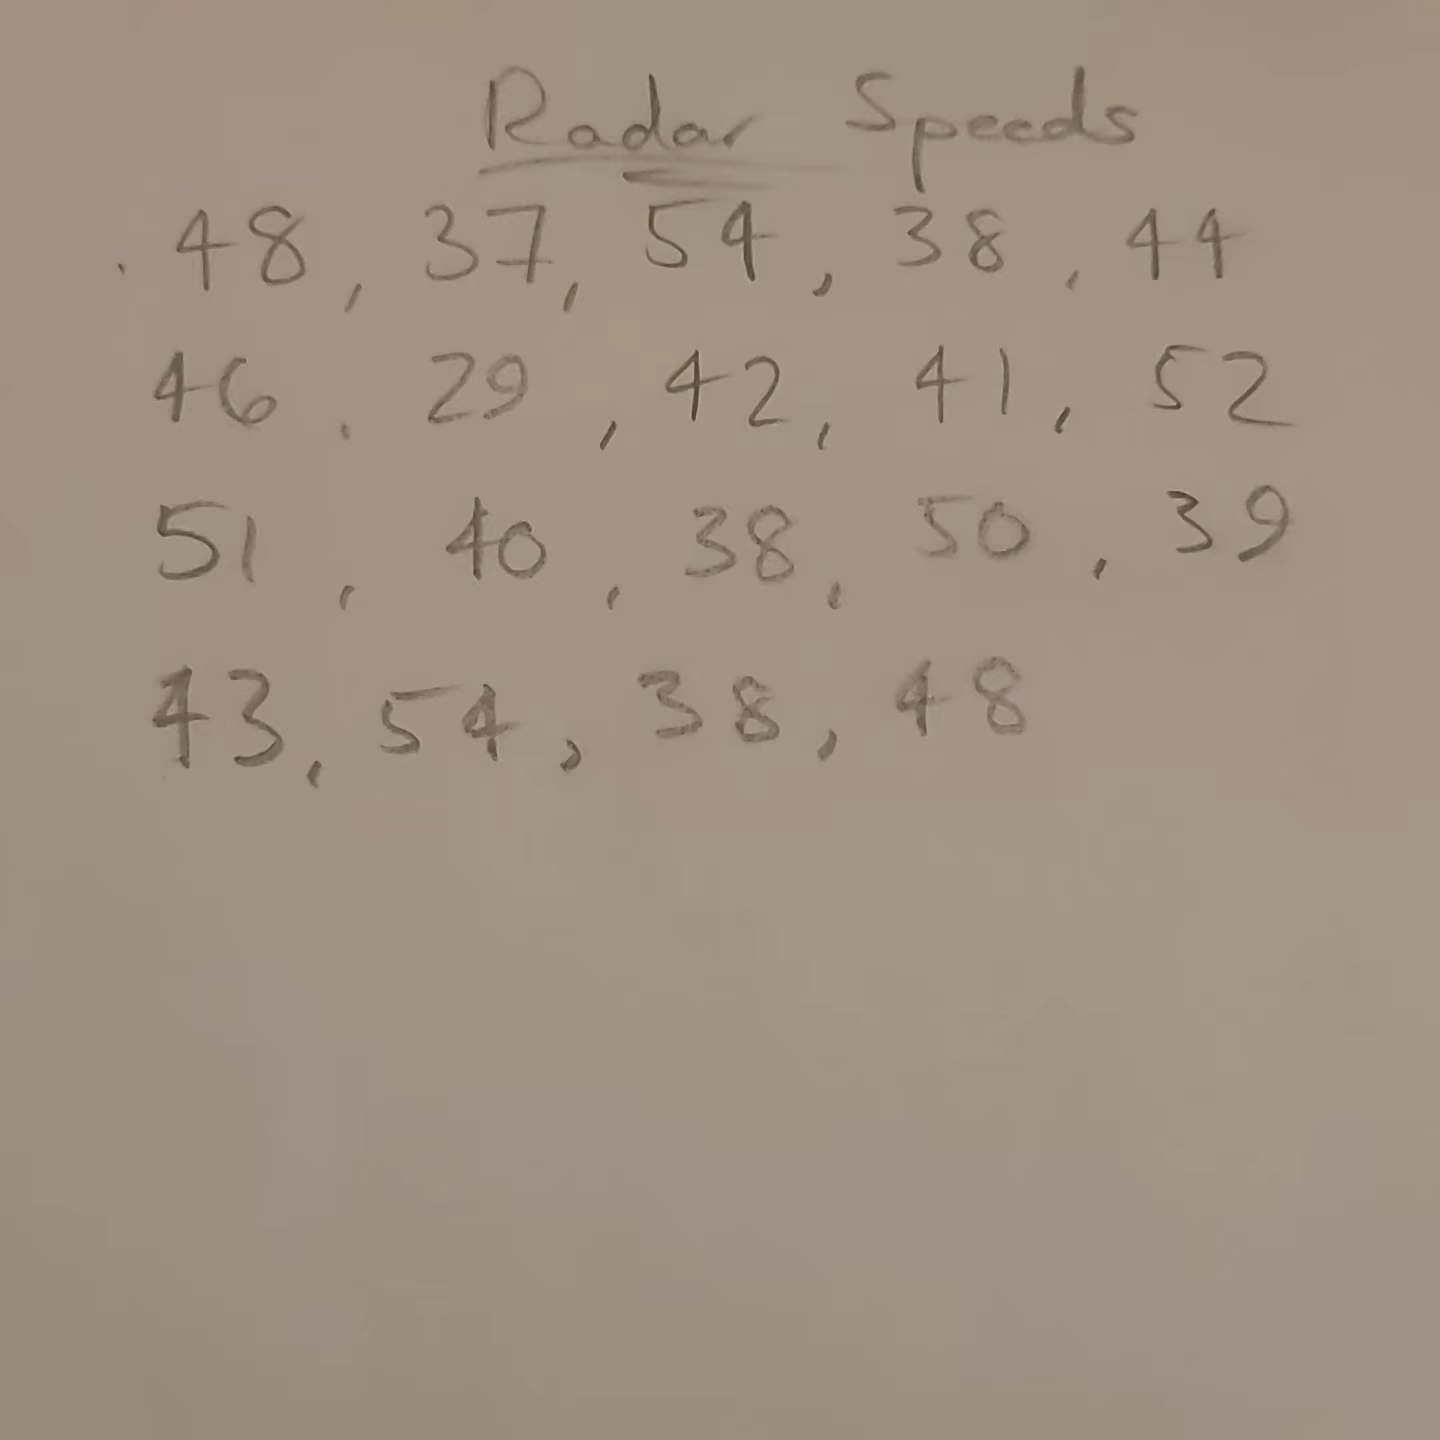 Radar Speeds
48, 37, 54, 38, 44
46, 29, 42, 41, 52
51, 40, 38, 50, 39
43, 54, 38, 48